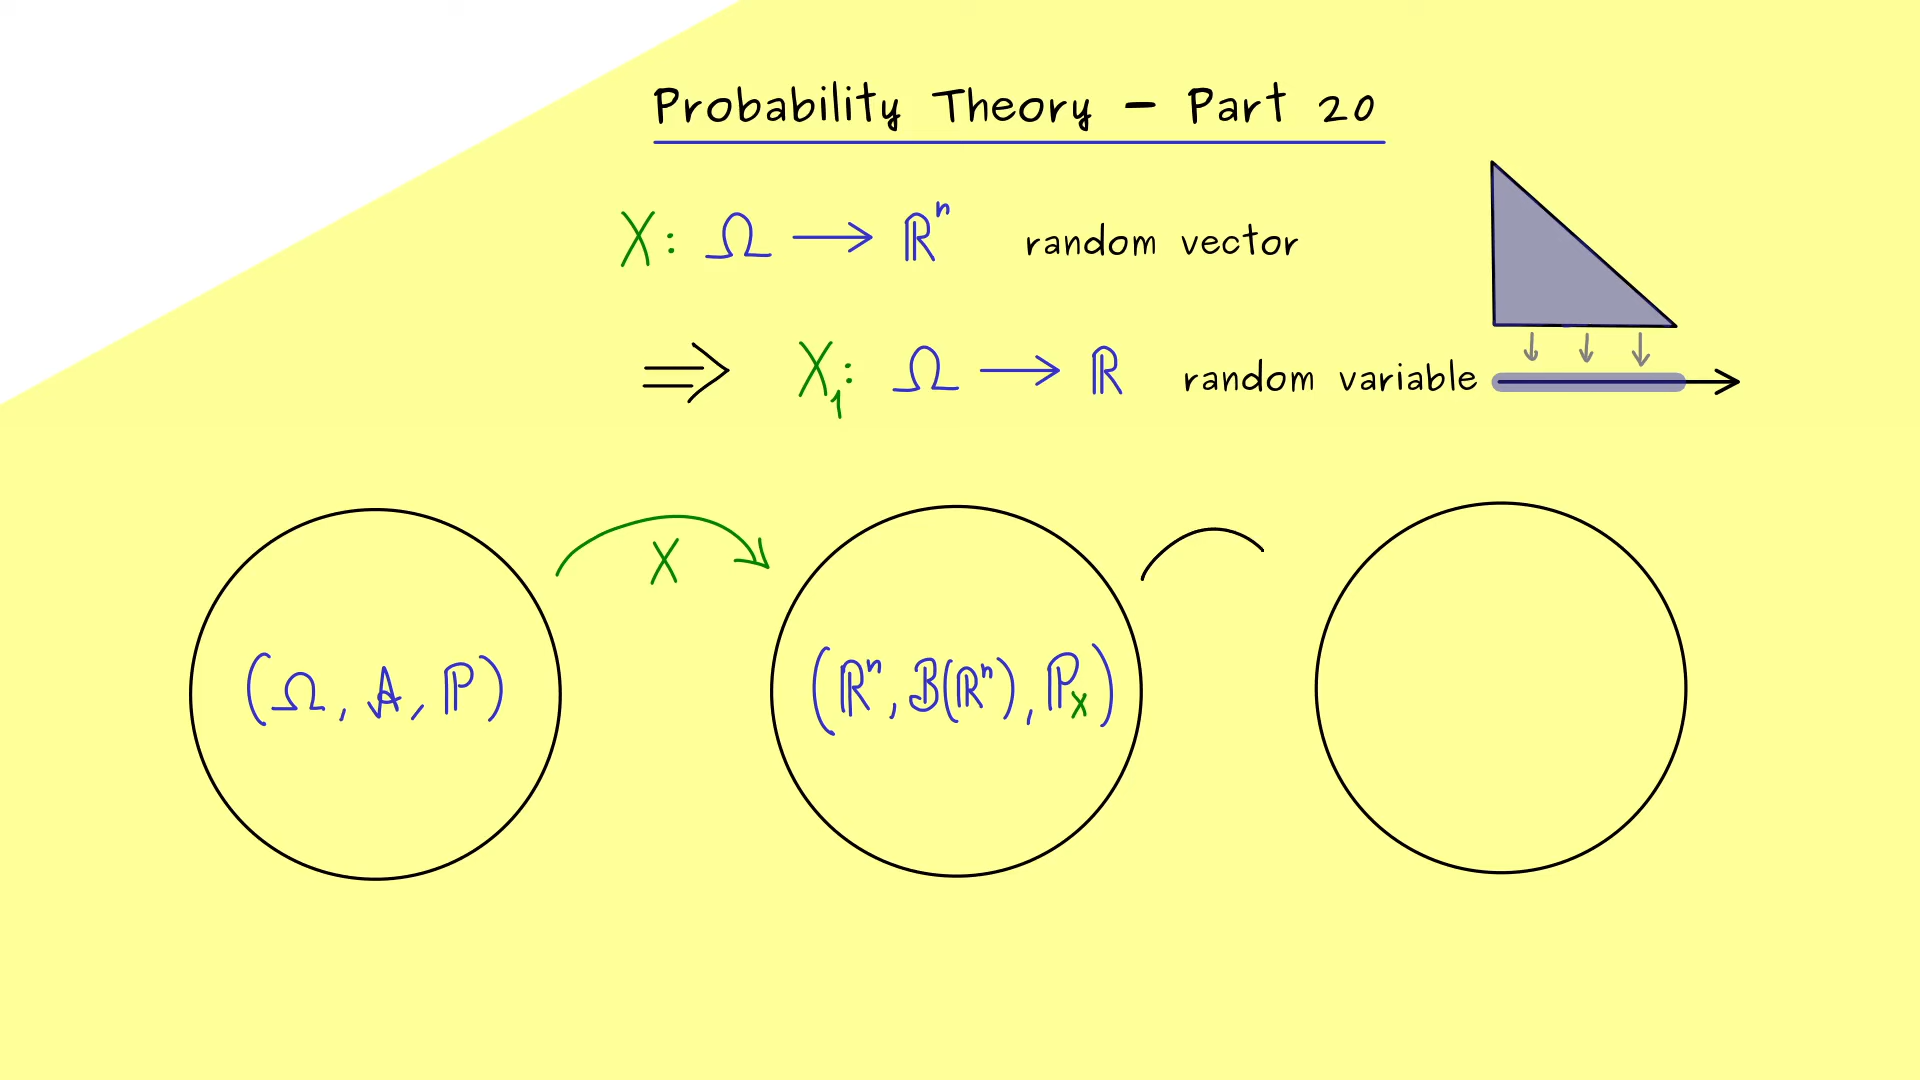 Probability Theory – Part 20
X: Ω ⟶ ℝⁿ random vector
⟹ X₁: Ω ⟶ ℝ random variable
X
(Ω, 𝒜, ℙ)
(ℝⁿ, ℬ(ℝⁿ), ℙ_X)